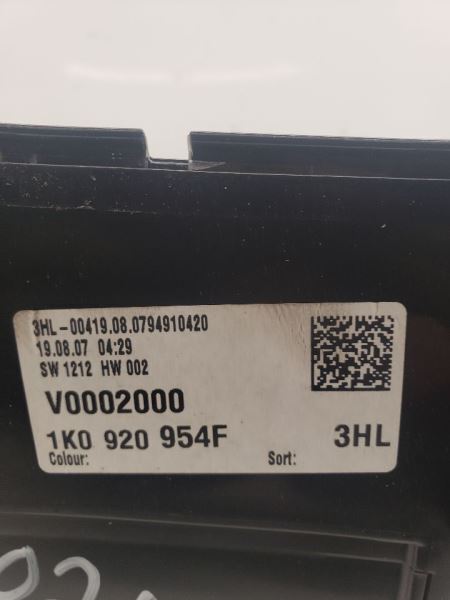 3HL-00419.08.0794910420
19.08.07 04:29
SW 1212 HW 002
V0002000
1K0 920 954F 3HL
Colour: Sort: